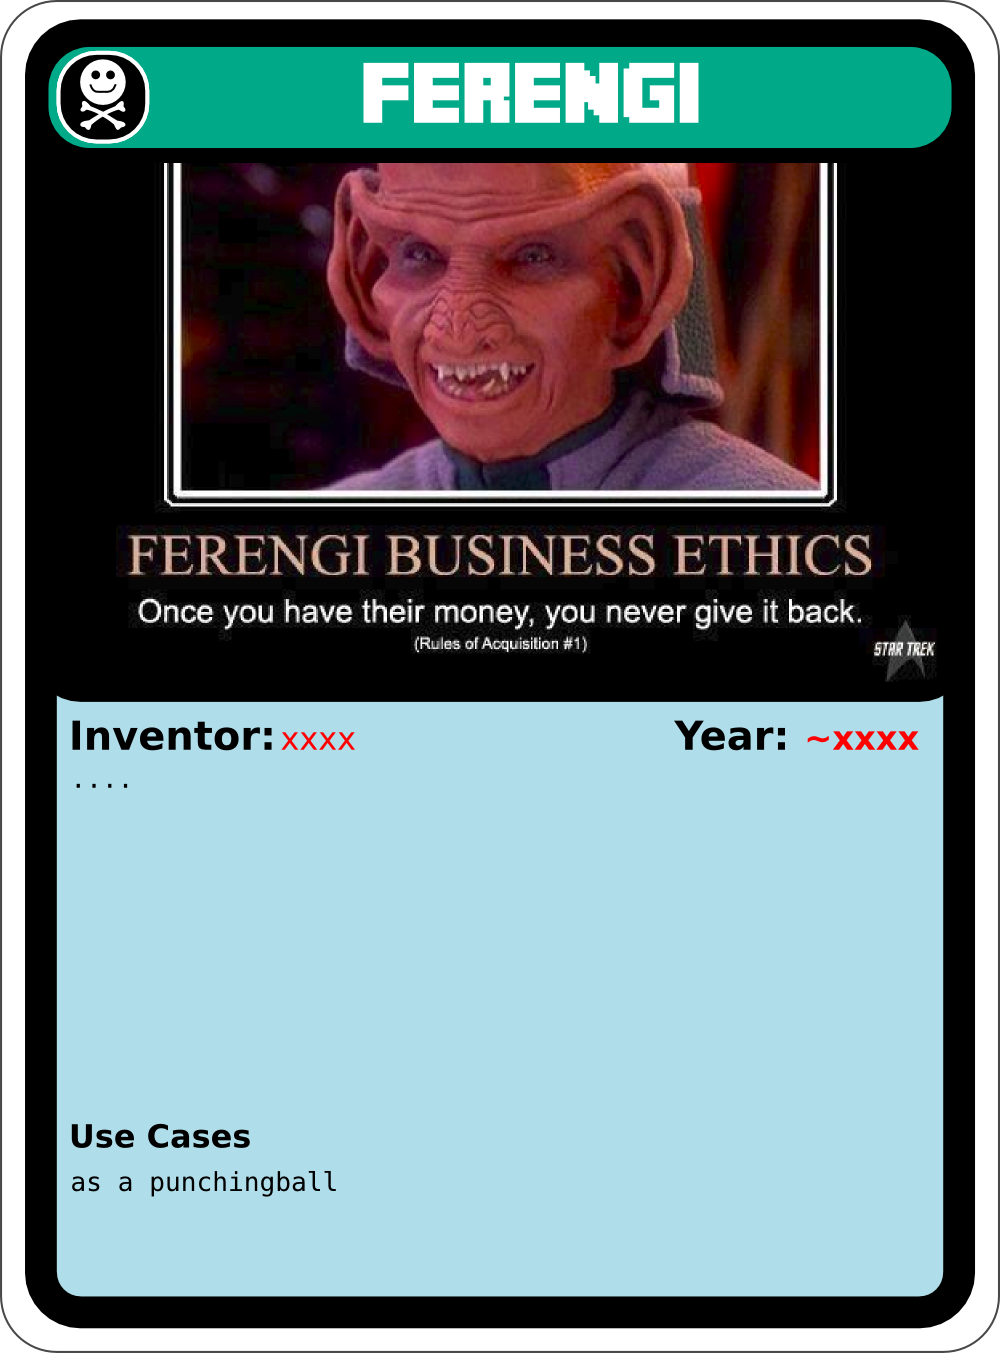 FERENGI
FERENGI BUSINESS ETHICS
Once you have their money, you never give it back.
(Rules of Acquisition #1)
STAR TREK
Inventor: xxxx Year: ~xxxx
....
Use Cases
as a punchingball